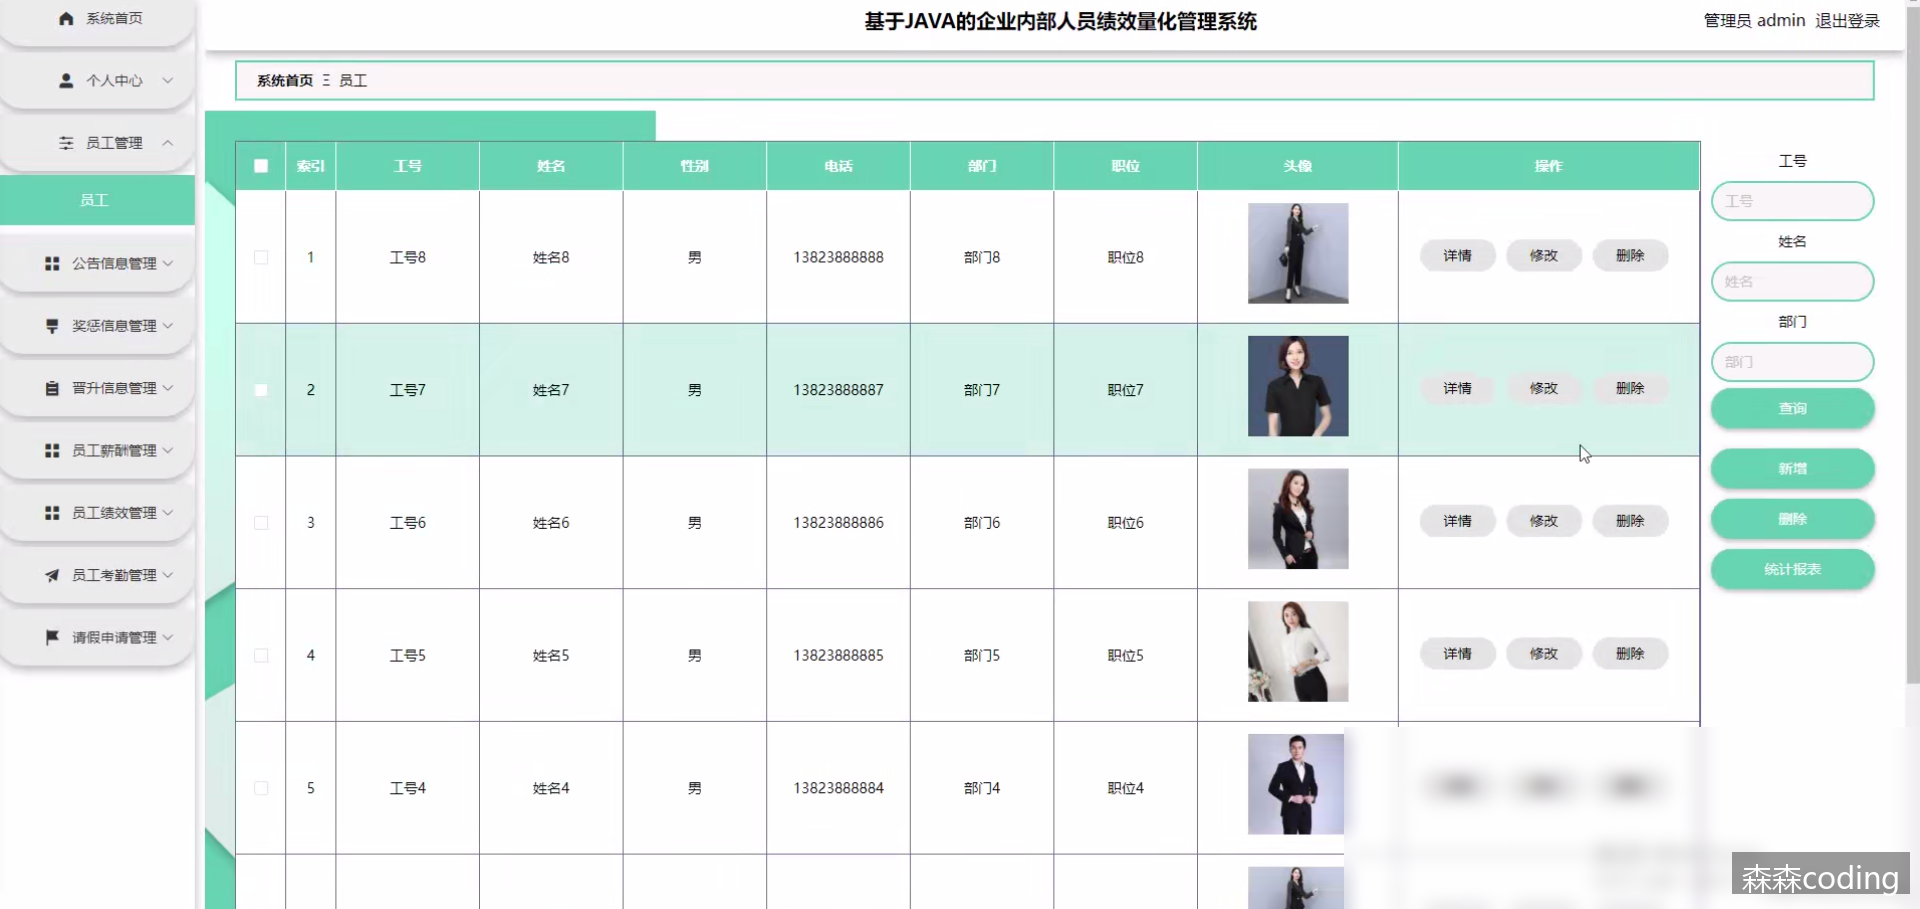 系统首页
个人中心
员工管理
员工
公告信息管理
奖惩信息管理
晋升信息管理
员工薪酬管理
员工绩效管理
员工考勤管理
请假申请管理
基于JAVA的企业内部人员绩效量化管理系统
管理员 admin 退出登录
系统首页 Ξ 员工
索引 工号 姓名 性别 电话 部门 职位 头像 操作
1 工号8 姓名8 男 13823888888 部门8 职位8 详情 修改 删除
2 工号7 姓名7 男 13823888887 部门7 职位7 详情 修改 删除
3 工号6 姓名6 男 13823888886 部门6 职位6 详情 修改 删除
4 工号5 姓名5 男 13823888885 部门5 职位5 详情 修改 删除
5 工号4 姓名4 男 13823888884 部门4 职位4
工号
工号
姓名
姓名
部门
部门
查询
新增
删除
统计报表
森森coding